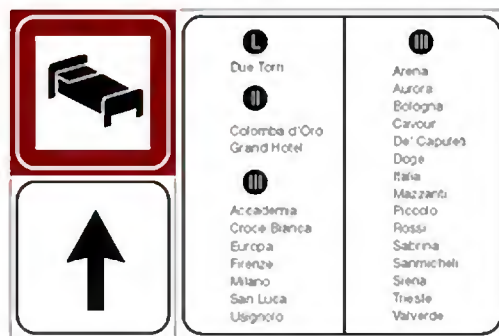 L
Due Torri
II
Colomba d'Oro
Grand Hotel
III
Accademia
Croce Bianca
Europa
Firenze
Milano
San Luca
Usignolo
III
Arena
Aurora
Bologna
Cavour
De' Capuleti
Doge
Italia
Mazzanti
Piccolo
Rossi
Sabrina
Sanmicheli
Siena
Trieste
Valverde